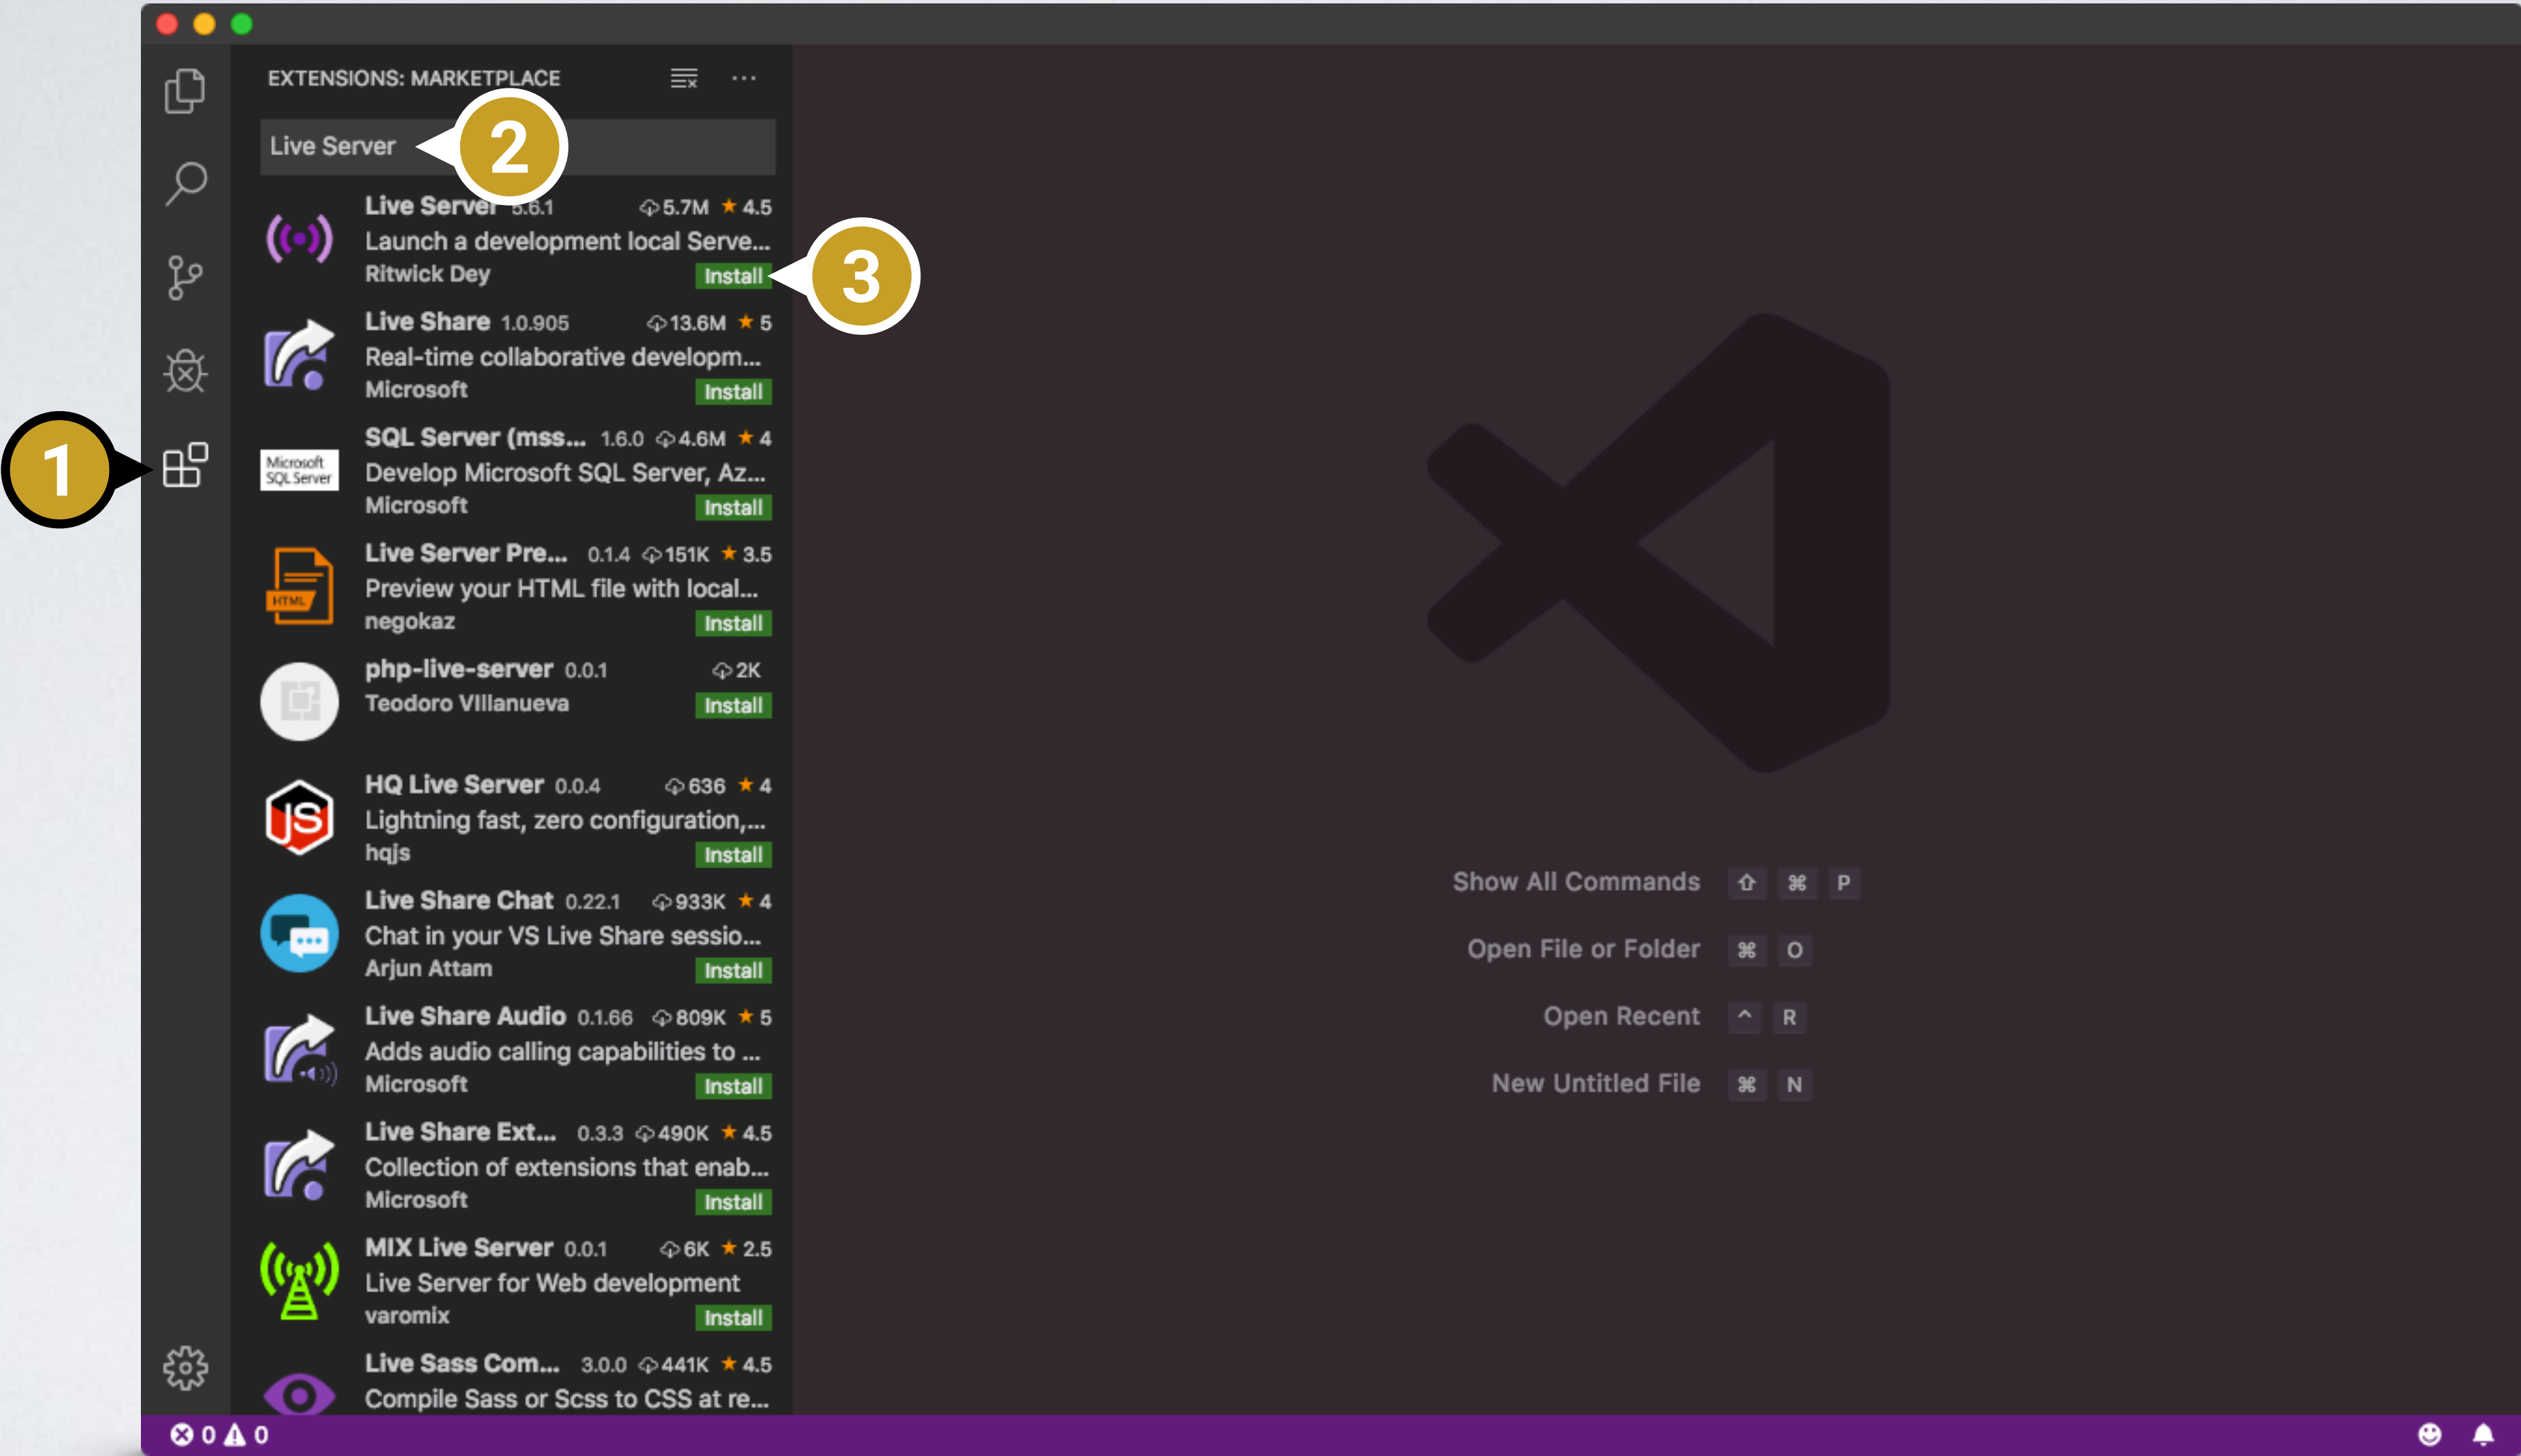 EXTENSIONS: MARKETPLACE
Live Server
2
Live Server 5.6.1 5.7M ★ 4.5
Launch a development local Serve...
Ritwick Dey Install
3
Live Share 1.0.905 13.6M ★ 5
Real-time collaborative developm...
Microsoft Install
1
Microsoft
SQL Server
SQL Server (mss... 1.6.0 4.6M ★ 4
Develop Microsoft SQL Server, Az...
Microsoft Install
HTML
Live Server Pre... 0.1.4 151K ★ 3.5
Preview your HTML file with local...
negokaz Install
php-live-server 0.0.1 2K
Teodoro VIllanueva Install
JS
HQ Live Server 0.0.4 636 ★ 4
Lightning fast, zero configuration,...
hqjs Install
Live Share Chat 0.22.1 933K ★ 4
Chat in your VS Live Share sessio...
Arjun Attam Install
Live Share Audio 0.1.66 809K ★ 5
Adds audio calling capabilities to ...
Microsoft Install
Live Share Ext... 0.3.3 490K ★ 4.5
Collection of extensions that enab...
Microsoft Install
MIX Live Server 0.0.1 6K ★ 2.5
Live Server for Web development
varomix Install
Live Sass Com... 3.0.0 441K ★ 4.5
Compile Sass or Scss to CSS at re...
Show All Commands ⇧ ⌘ P
Open File or Folder ⌘ O
Open Recent ^ R
New Untitled File ⌘ N
0 0